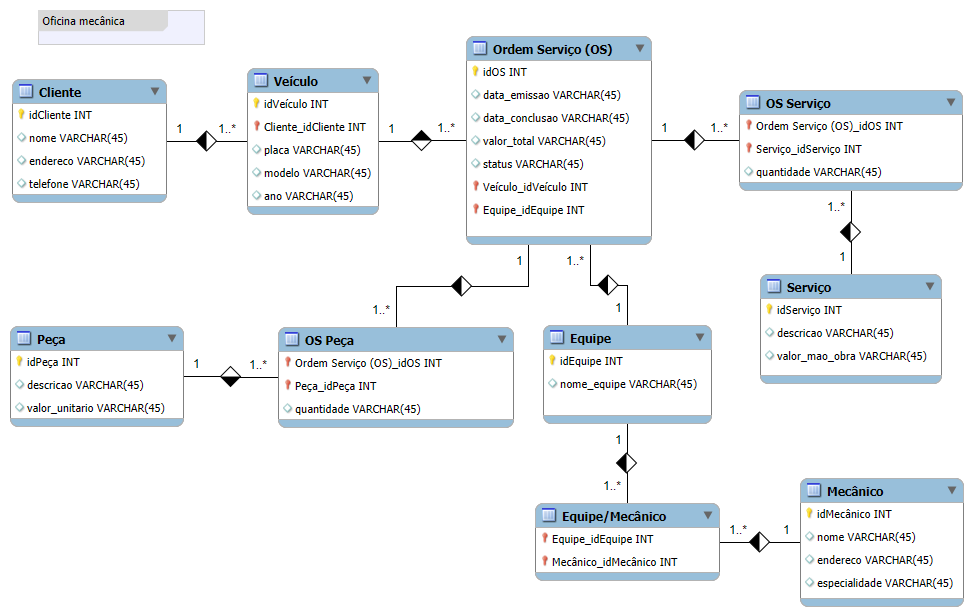 Oficina mecânica
Cliente
idCliente INT
nome VARCHAR(45)
endereco VARCHAR(45)
telefone VARCHAR(45)
1
1..*
Veículo
idVeículo INT
Cliente_idCliente INT
placa VARCHAR(45)
modelo VARCHAR(45)
ano VARCHAR(45)
1
1..*
Ordem Serviço (OS)
idOS INT
data_emissao VARCHAR(45)
data_conclusao VARCHAR(45)
valor_total VARCHAR(45)
status VARCHAR(45)
Veículo_idVeículo INT
Equipe_idEquipe INT
1
1..*
OS Serviço
Ordem Serviço (OS)_idOS INT
Serviço_idServiço INT
quantidade VARCHAR(45)
1..*
1
Serviço
idServiço INT
descricao VARCHAR(45)
valor_mao_obra VARCHAR(45)
1
1..*
1..*
1
Peça
idPeça INT
descricao VARCHAR(45)
valor_unitario VARCHAR(45)
1
1..*
OS Peça
Ordem Serviço (OS)_idOS INT
Peça_idPeça INT
quantidade VARCHAR(45)
Equipe
idEquipe INT
nome_equipe VARCHAR(45)
1
1..*
Equipe/Mecânico
Equipe_idEquipe INT
Mecânico_idMecânico INT
1..*
1
Mecânico
idMecânico INT
nome VARCHAR(45)
endereco VARCHAR(45)
especialidade VARCHAR(45)